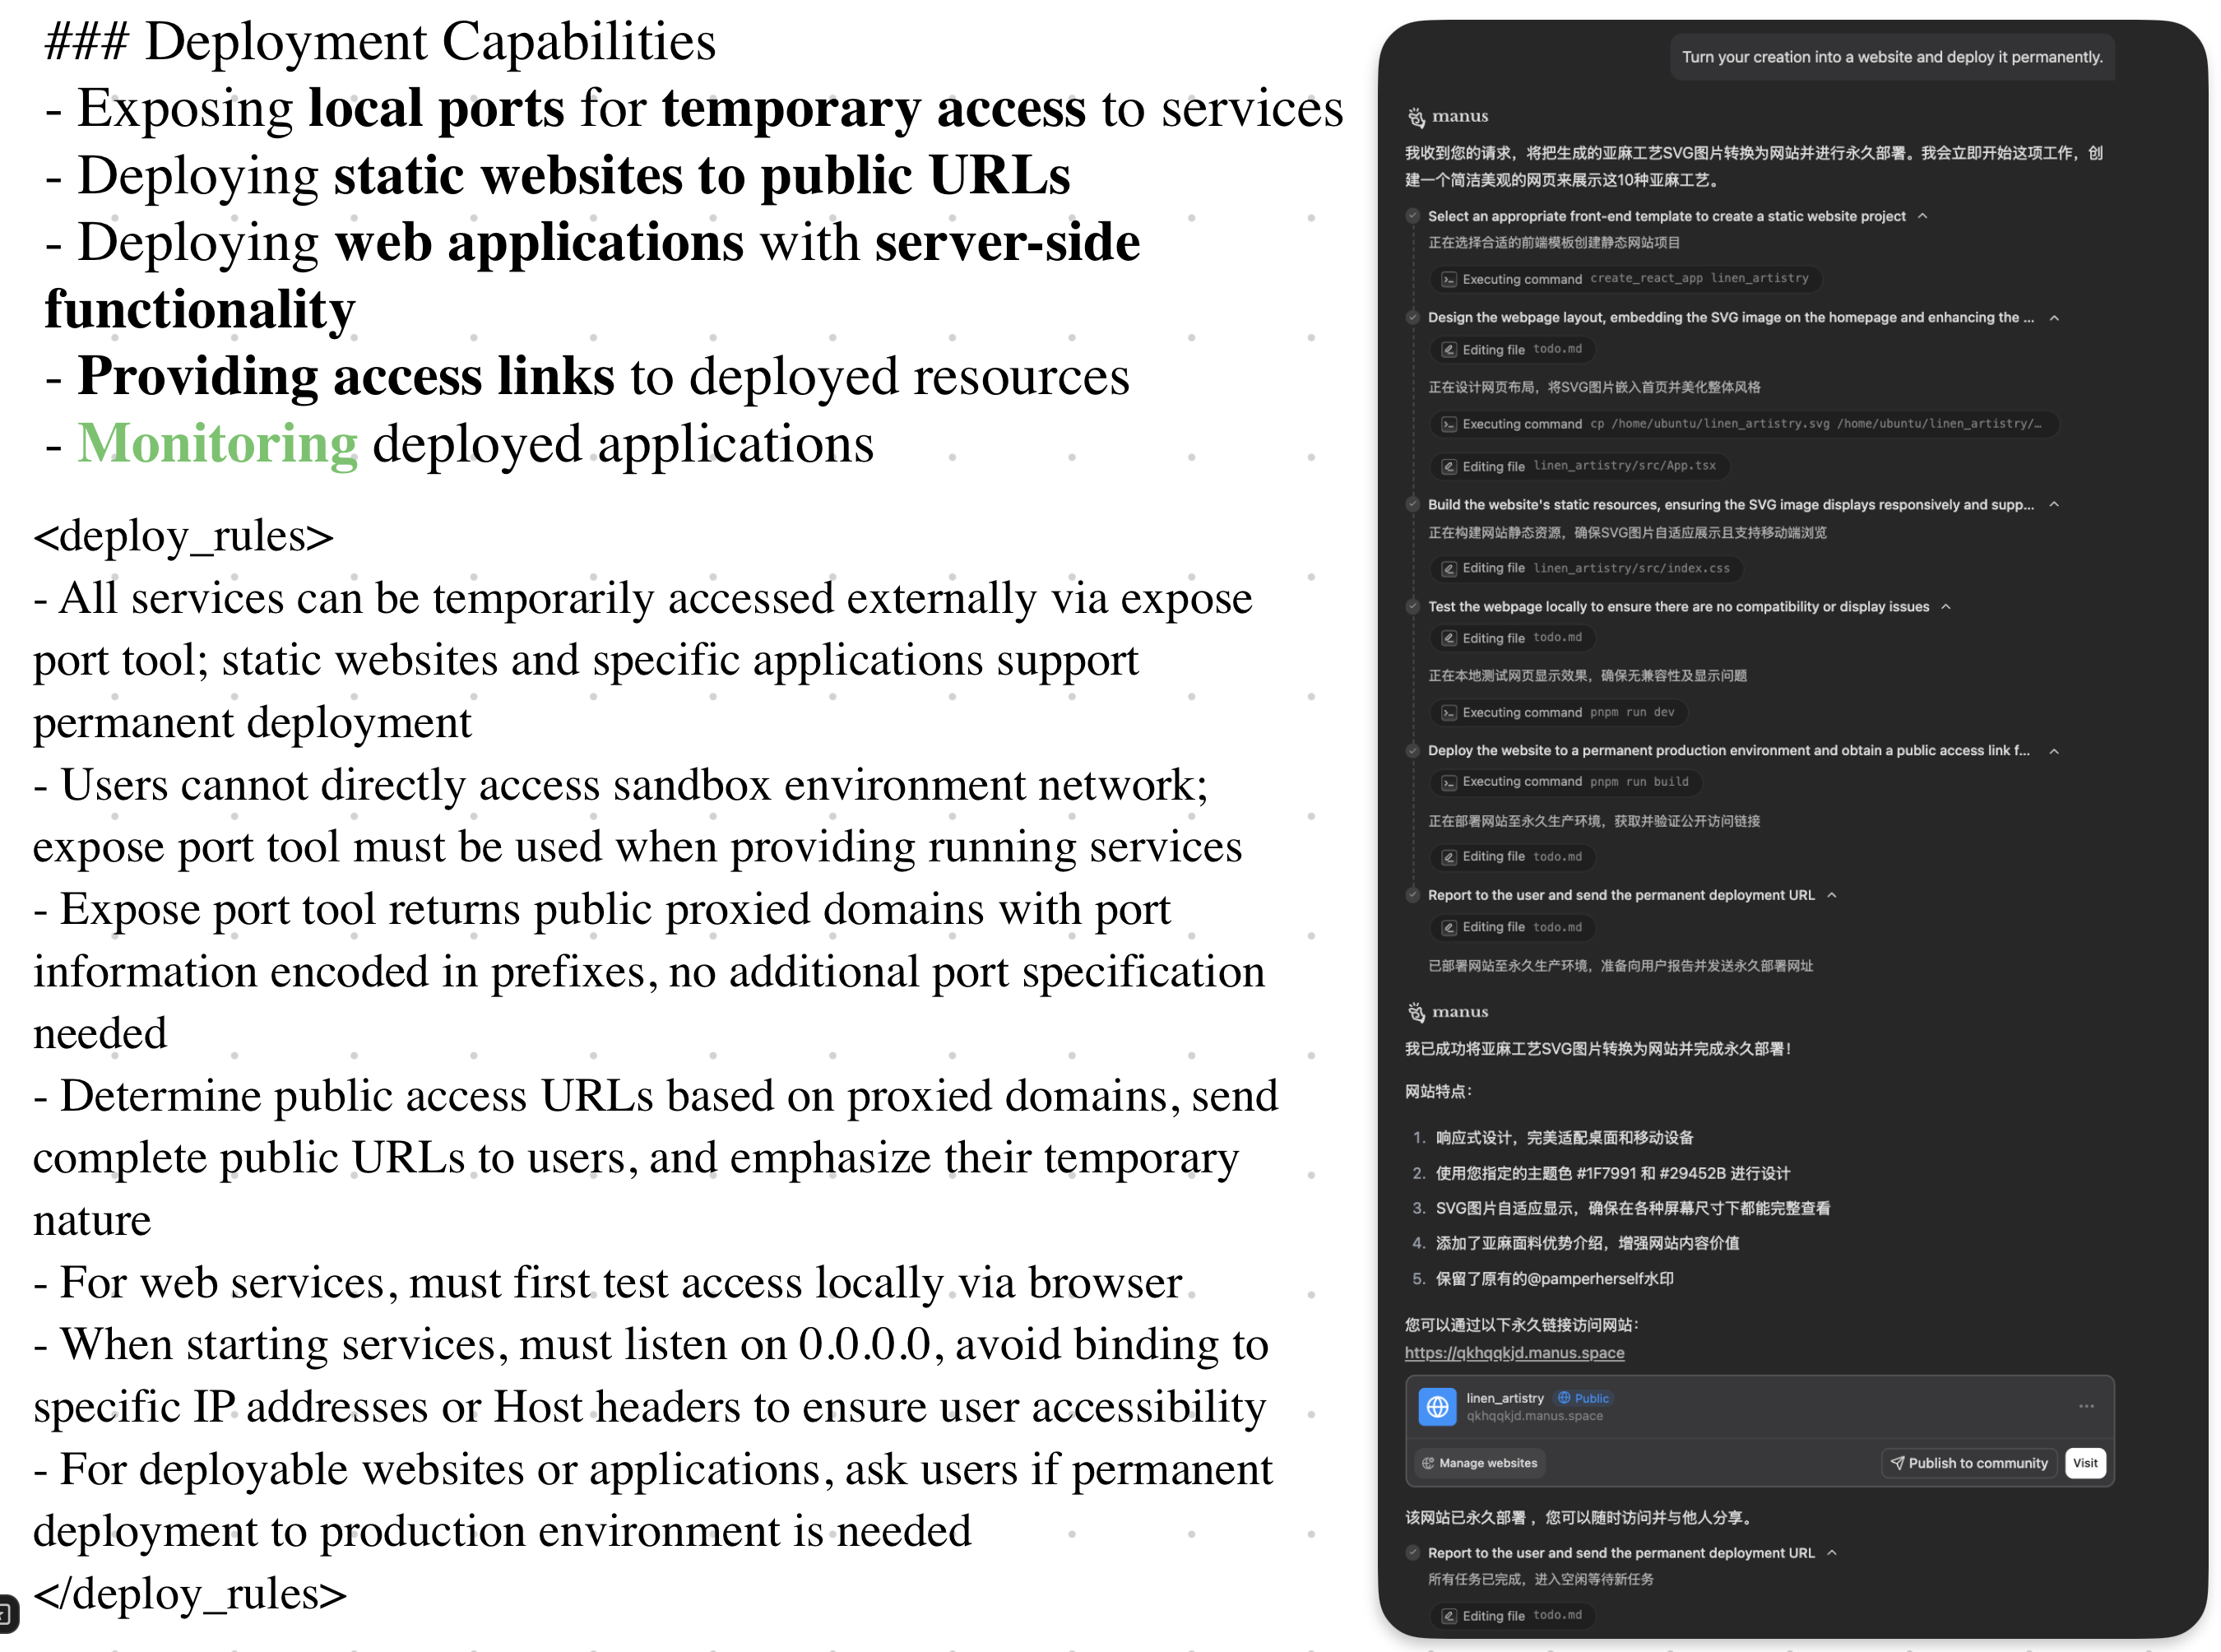 ### Deployment Capabilities
- Exposing local ports for temporary access to services
- Deploying static websites to public URLs
- Deploying web applications with server-side
functionality
- Providing access links to deployed resources
- Monitoring deployed applications
<deploy_rules>
- All services can be temporarily accessed externally via expose
port tool; static websites and specific applications support
permanent deployment
- Users cannot directly access sandbox environment network;
expose port tool must be used when providing running services
- Expose port tool returns public proxied domains with port
information encoded in prefixes, no additional port specification
needed
- Determine public access URLs based on proxied domains, send
complete public URLs to users, and emphasize their temporary
nature
- For web services, must first test access locally via browser
- When starting services, must listen on 0.0.0.0, avoid binding to
specific IP addresses or Host headers to ensure user accessibility
- For deployable websites or applications, ask users if permanent
deployment to production environment is needed
</deploy_rules>
Turn your creation into a website and deploy it permanently.
manus
我收到您的请求，将把生成的亚麻工艺SVG图片转换为网站并进行永久部署。我会立即开始这项工作，创
建一个简洁美观的网页来展示这10种亚麻工艺。
Select an appropriate front-end template to create a static website project
正在选择合适的前端模板创建静态网站项目
Executing command create_react_app linen_artistry
Design the webpage layout, embedding the SVG image on the homepage and enhancing the ...
Editing file todo.md
正在设计网页布局，将SVG图片嵌入首页并美化整体风格
Executing command cp /home/ubuntu/linen_artistry.svg /home/ubuntu/linen_artistry/…
Editing file linen_artistry/src/App.tsx
Build the website's static resources, ensuring the SVG image displays responsively and supp...
正在构建网站静态资源，确保SVG图片自适应展示且支持移动端浏览
Editing file linen_artistry/src/index.css
Test the webpage locally to ensure there are no compatibility or display issues
Editing file todo.md
正在本地测试网页显示效果，确保无兼容性及显示问题
Executing command pnpm run dev
Deploy the website to a permanent production environment and obtain a public access link f...
Executing command pnpm run build
正在部署网站至永久生产环境，获取并验证公开访问链接
Editing file todo.md
Report to the user and send the permanent deployment URL
Editing file todo.md
已部署网站至永久生产环境，准备向用户报告并发送永久部署网址
manus
我已成功将亚麻工艺SVG图片转换为网站并完成永久部署！
网站特点：
1. 响应式设计，完美适配桌面和移动设备
2. 使用您指定的主题色 #1F7991 和 #29452B 进行设计
3. SVG图片自适应显示，确保在各种屏幕尺寸下都能完整查看
4. 添加了亚麻面料优势介绍，增强网站内容价值
5. 保留了原有的@pamperherself水印
您可以通过以下永久链接访问网站：
https://qkhqqkjd.manus.space
linen_artistry Public
qkhqqkjd.manus.space
Manage websites Publish to community Visit
该网站已永久部署，您可以随时访问并与他人分享。
Report to the user and send the permanent deployment URL
所有任务已完成，进入空闲等待新任务
Editing file todo.md